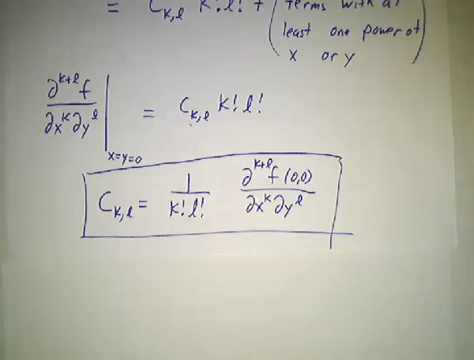 = C_{k,l} k! l! + (terms with at
least one power of
x or y)
∂^{k+l} f / ∂x^k ∂y^l |_{x=y=0} = C_{k,l} k! l!
C_{k,l} = 1 / k! l! ∂^{k+l} f (0,0) / ∂x^k ∂y^l